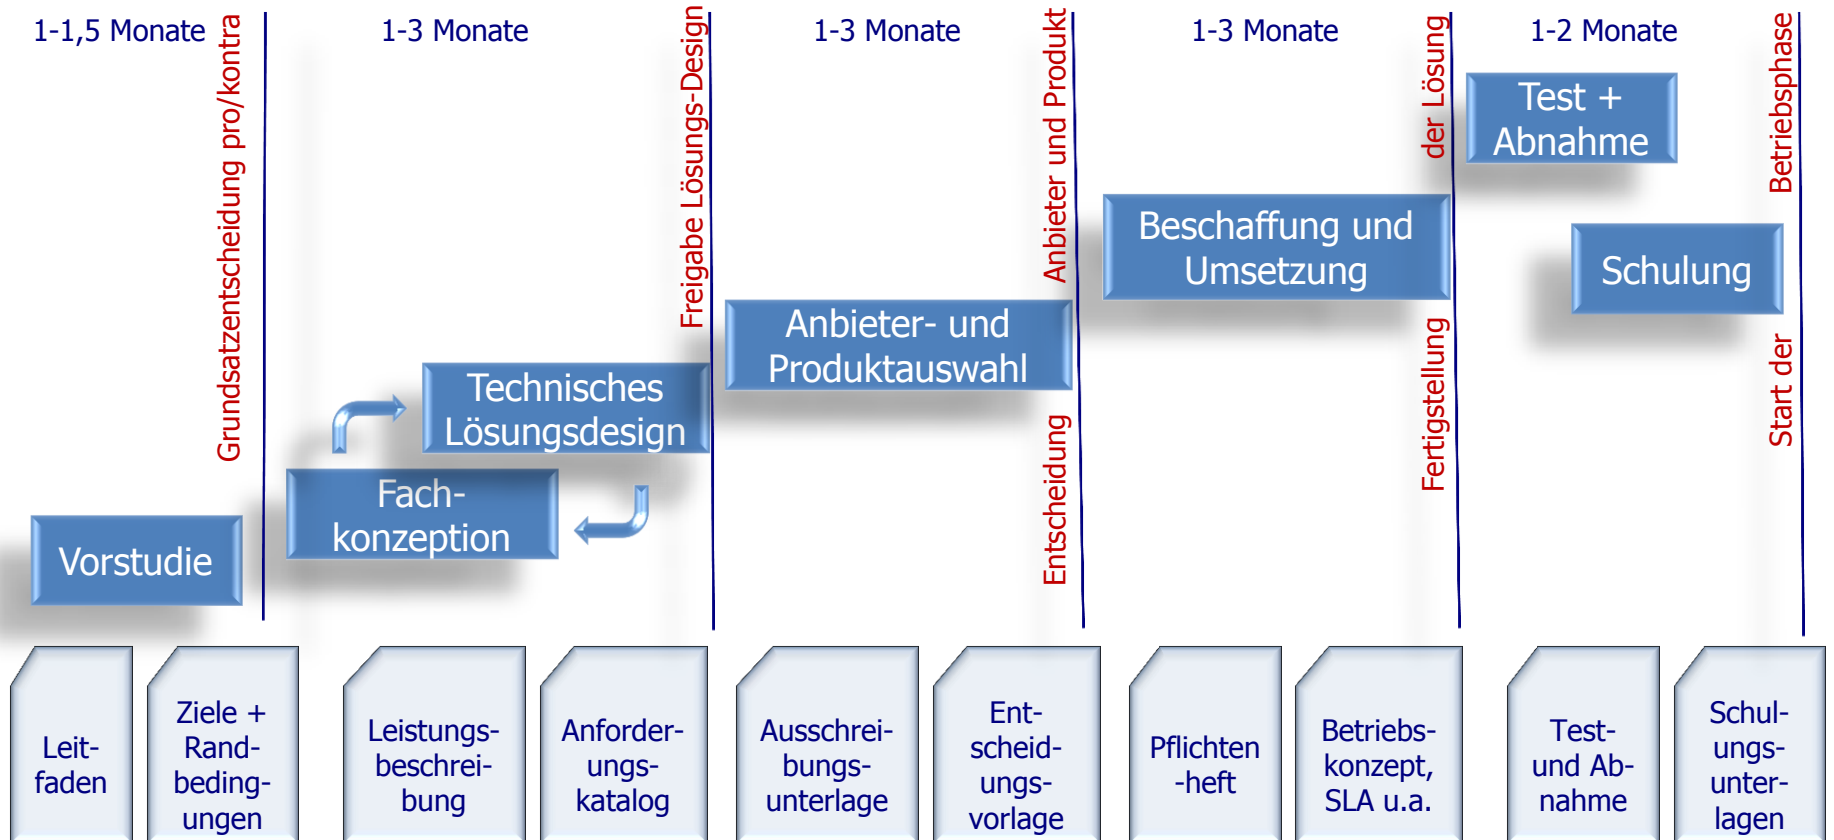 1-1,5 Monate
1-3 Monate
1-3 Monate
1-3 Monate
1-2 Monate
Grundsatzentscheidung pro/kontra
Freigabe Lösungs-Design
Entscheidung Anbieter und Produkt
Fertigstellung der Lösung
Start der Betriebsphase
Vorstudie
Fach-
konzeption
Technisches
Lösungsdesign
Anbieter- und
Produktauswahl
Beschaffung und
Umsetzung
Test +
Abnahme
Schulung
Leit-
faden
Ziele +
Rand-
beding-
ungen
Leistungs-
beschrei-
bung
Anforder-
ungs-
katalog
Ausschrei-
bungs-
unterlage
Ent-
scheid-
ungs-
vorlage
Pflichten
-heft
Betriebs-
konzept,
SLA u.a.
Test-
und Ab-
nahme
Schul-
ungs-
unter-
lagen